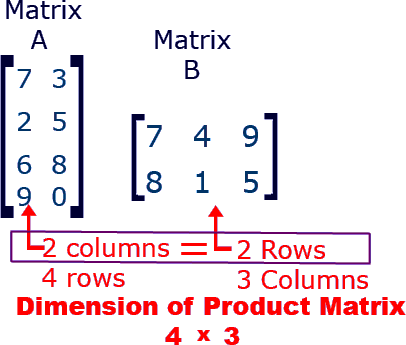 Matrix
A
7 3
2 5
6 8
9 0
Matrix
B
7 4 9
8 1 5
2 columns = 2 Rows
4 rows 3 Columns
Dimension of Product Matrix
4 x 3